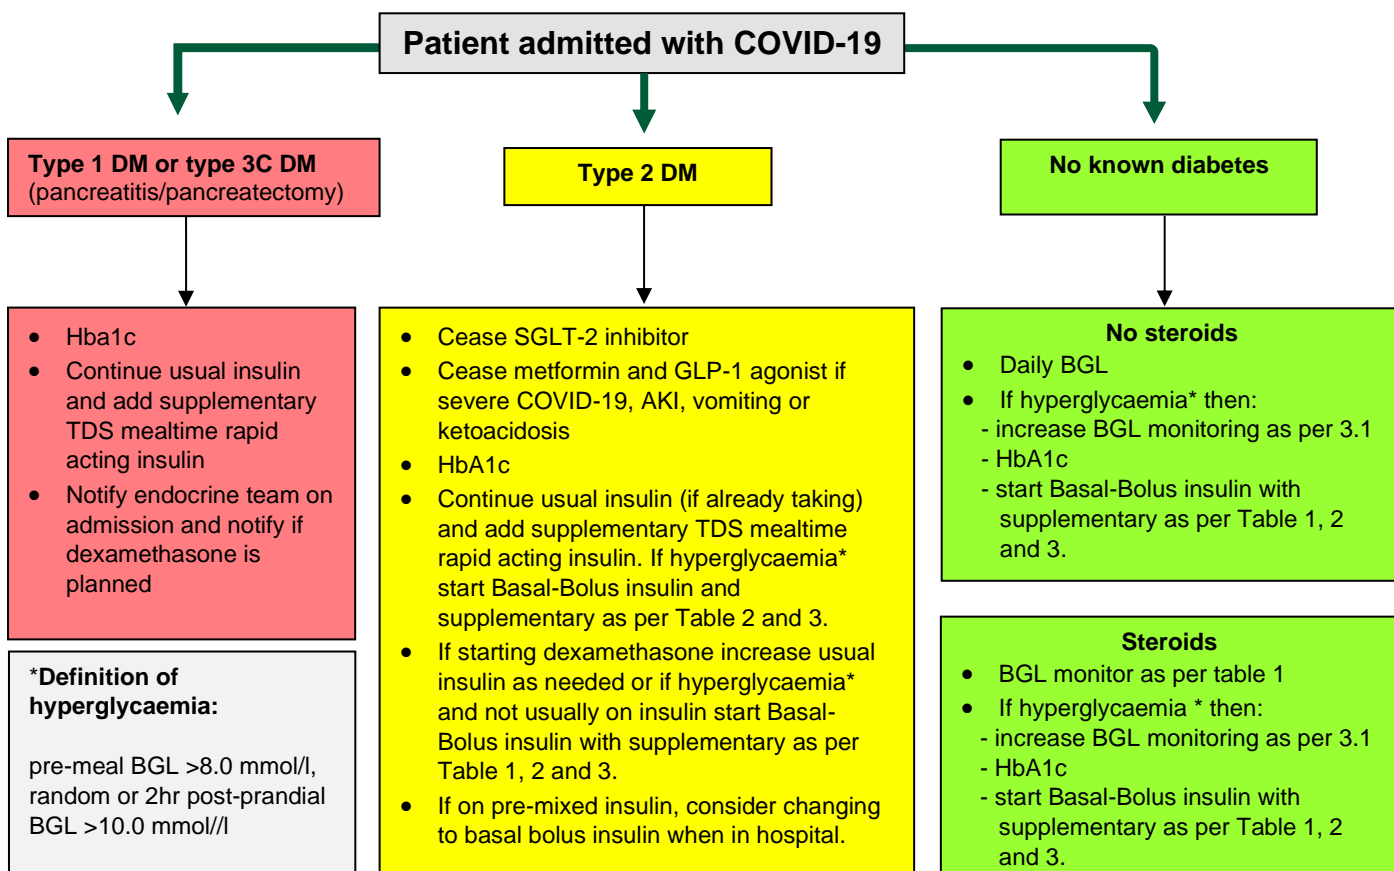 Patient admitted with COVID-19
Type 1 DM or type 3C DM
(pancreatitis/pancreatectomy)
Type 2 DM
No known diabetes
• Hba1c
• Continue usual insulin
and add supplementary
TDS mealtime rapid
acting insulin
• Notify endocrine team on
admission and notify if
dexamethasone is
planned
*Definition of
hyperglycaemia:
pre-meal BGL >8.0 mmol/l,
random or 2hr post-prandial
BGL >10.0 mmol//l
• Cease SGLT-2 inhibitor
• Cease metformin and GLP-1 agonist if
severe COVID-19, AKI, vomiting or
ketoacidosis
• HbA1c
• Continue usual insulin (if already taking)
and add supplementary TDS mealtime
rapid acting insulin. If hyperglycaemia*
start Basal-Bolus insulin and
supplementary as per Table 2 and 3.
• If starting dexamethasone increase usual
insulin as needed or if hyperglycaemia*
and not usually on insulin start Basal-
Bolus insulin with supplementary as per
Table 1, 2 and 3.
• If on pre-mixed insulin, consider changing
to basal bolus insulin when in hospital.
No steroids
• Daily BGL
• If hyperglycaemia* then:
- increase BGL monitoring as per 3.1
- HbA1c
- start Basal-Bolus insulin with
supplementary as per Table 1, 2
and 3.
Steroids
• BGL monitor as per table 1
• If hyperglycaemia * then:
- increase BGL monitoring as per 3.1
- HbA1c
- start Basal-Bolus insulin with
supplementary as per Table 1, 2
and 3.